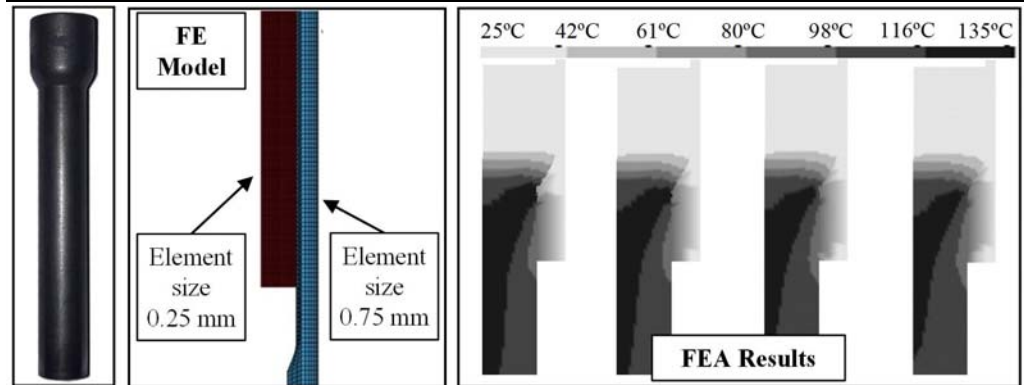 FE
Model
Element
size
0.25 mm
Element
size
0.75 mm
25ºC 42ºC 61ºC 80ºC 98ºC 116ºC 135ºC
FEA Results